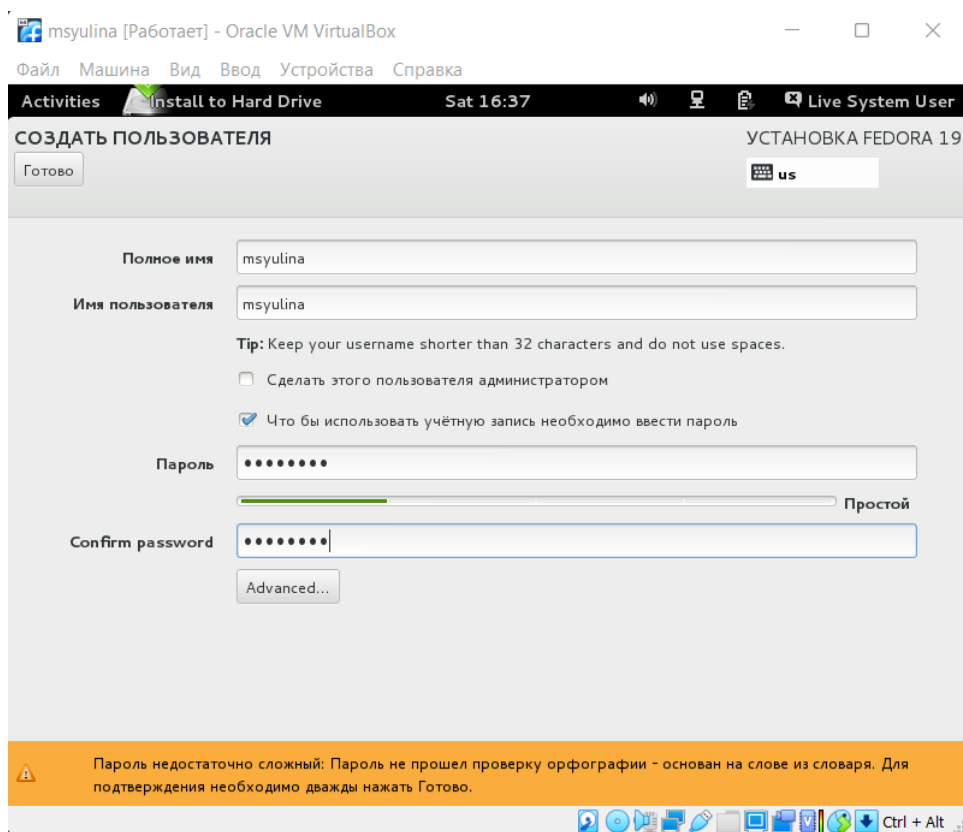 msyulina [Работает] - Oracle VM VirtualBox
Файл Машина Вид Ввод Устройства Справка
Activities Install to Hard Drive Sat 16:37 Live System User
СОЗДАТЬ ПОЛЬЗОВАТЕЛЯ УСТАНОВКА FEDORA 19
Готово us
Полное имя msyulina
Имя пользователя msyulina
Tip: Keep your username shorter than 32 characters and do not use spaces.
Сделать этого пользователя администратором
Что бы использовать учётную запись необходимо ввести пароль
Пароль ••••••••
Простой
Confirm password ••••••••
Advanced...
Пароль недостаточно сложный: Пароль не прошел проверку орфографии - основан на слове из словаря. Для
подтверждения необходимо дважды нажать Готово.
Ctrl + Alt